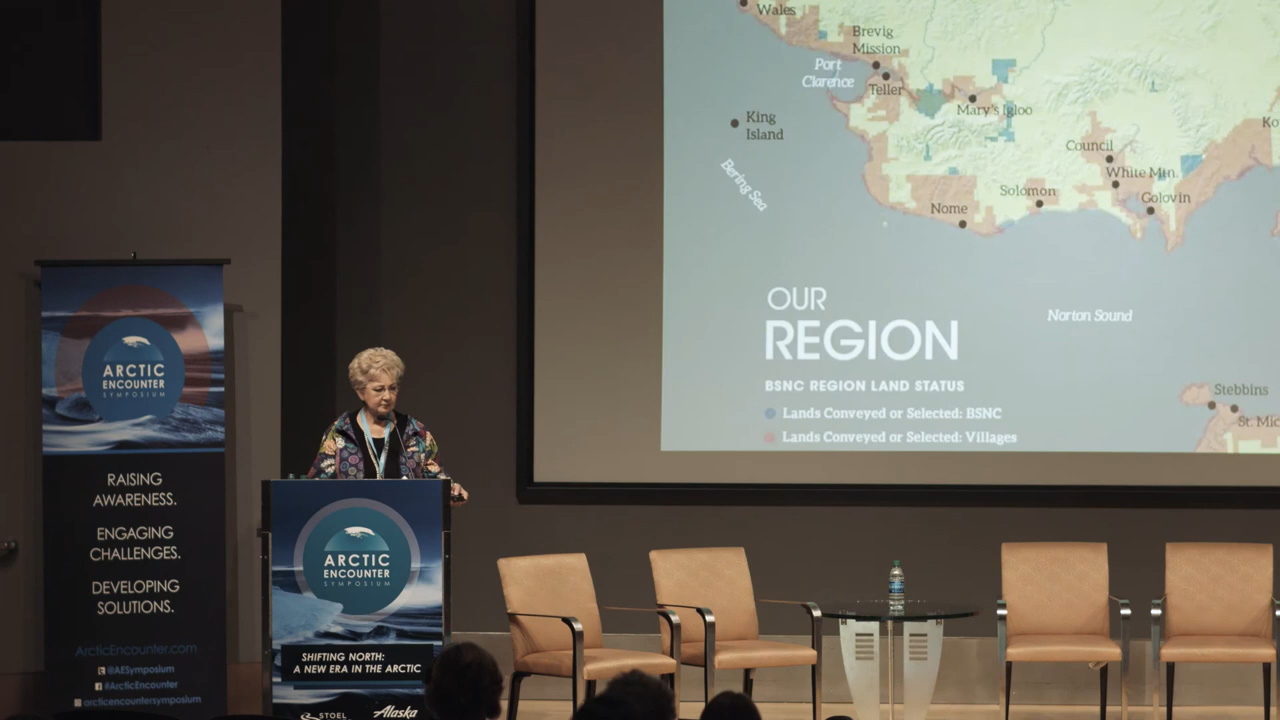 Wales
Brevig
Mission
Port
Clarence
Teller
King
Island
Mary's Igloo
Bering Sea
Council
White Mtn.
Solomon
Golovin
Nome
OUR
REGION
Norton Sound
BSNC REGION LAND STATUS
Lands Conveyed or Selected: BSNC
Lands Conveyed or Selected: Villages
Stebbins
St. Mic
Ko
ARCTIC
ENCOUNTER
SYMPOSIUM
RAISING
AWARENESS.
ENGAGING
CHALLENGES.
DEVELOPING
SOLUTIONS.
ArcticEncounter.com
@AESymposium
#ArcticEncounter
arcticencountersymposium
ARCTIC
ENCOUNTER
SYMPOSIUM
SHIFTING NORTH:
A NEW ERA IN THE ARCTIC
STOEL
Alaska